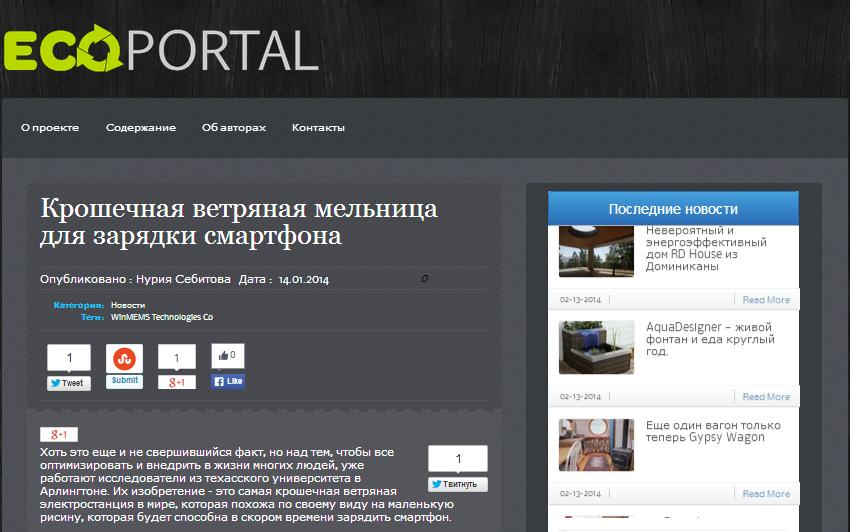 ECOPORTAL
О проекте Содержание Об авторах Контакты
Крошечная ветряная мельница
для зарядки смартфона
Опубликовано : Нурия Себитова Дата : 14.01.2014 0
Категория: Новости
Теги: WinMEMS Technologies Co
1 1 0
Tweet Submit g+1 Like
g+1
Хоть это еще и не свершившийся факт, но над тем, чтобы все
оптимизировать и внедрить в жизни многих людей, уже
работают исследователи из техасского университета в
Арлингтоне. Их изобретение - это самая крошечная ветряная
электростанция в мире, которая похожа по своему виду на маленькую
рисину, которая будет способна в скором времени зарядить смартфон.
1
Твитнуть
Последние новости
Невероятный и
энергоэффективный
дом RD House из
Доминиканы
02-13-2014 Read More
AquaDesigner – живой
фонтан и еда круглый
год.
02-13-2014 Read More
Еще один вагон только
теперь Gypsy Wagon
02-13-2014 Read More